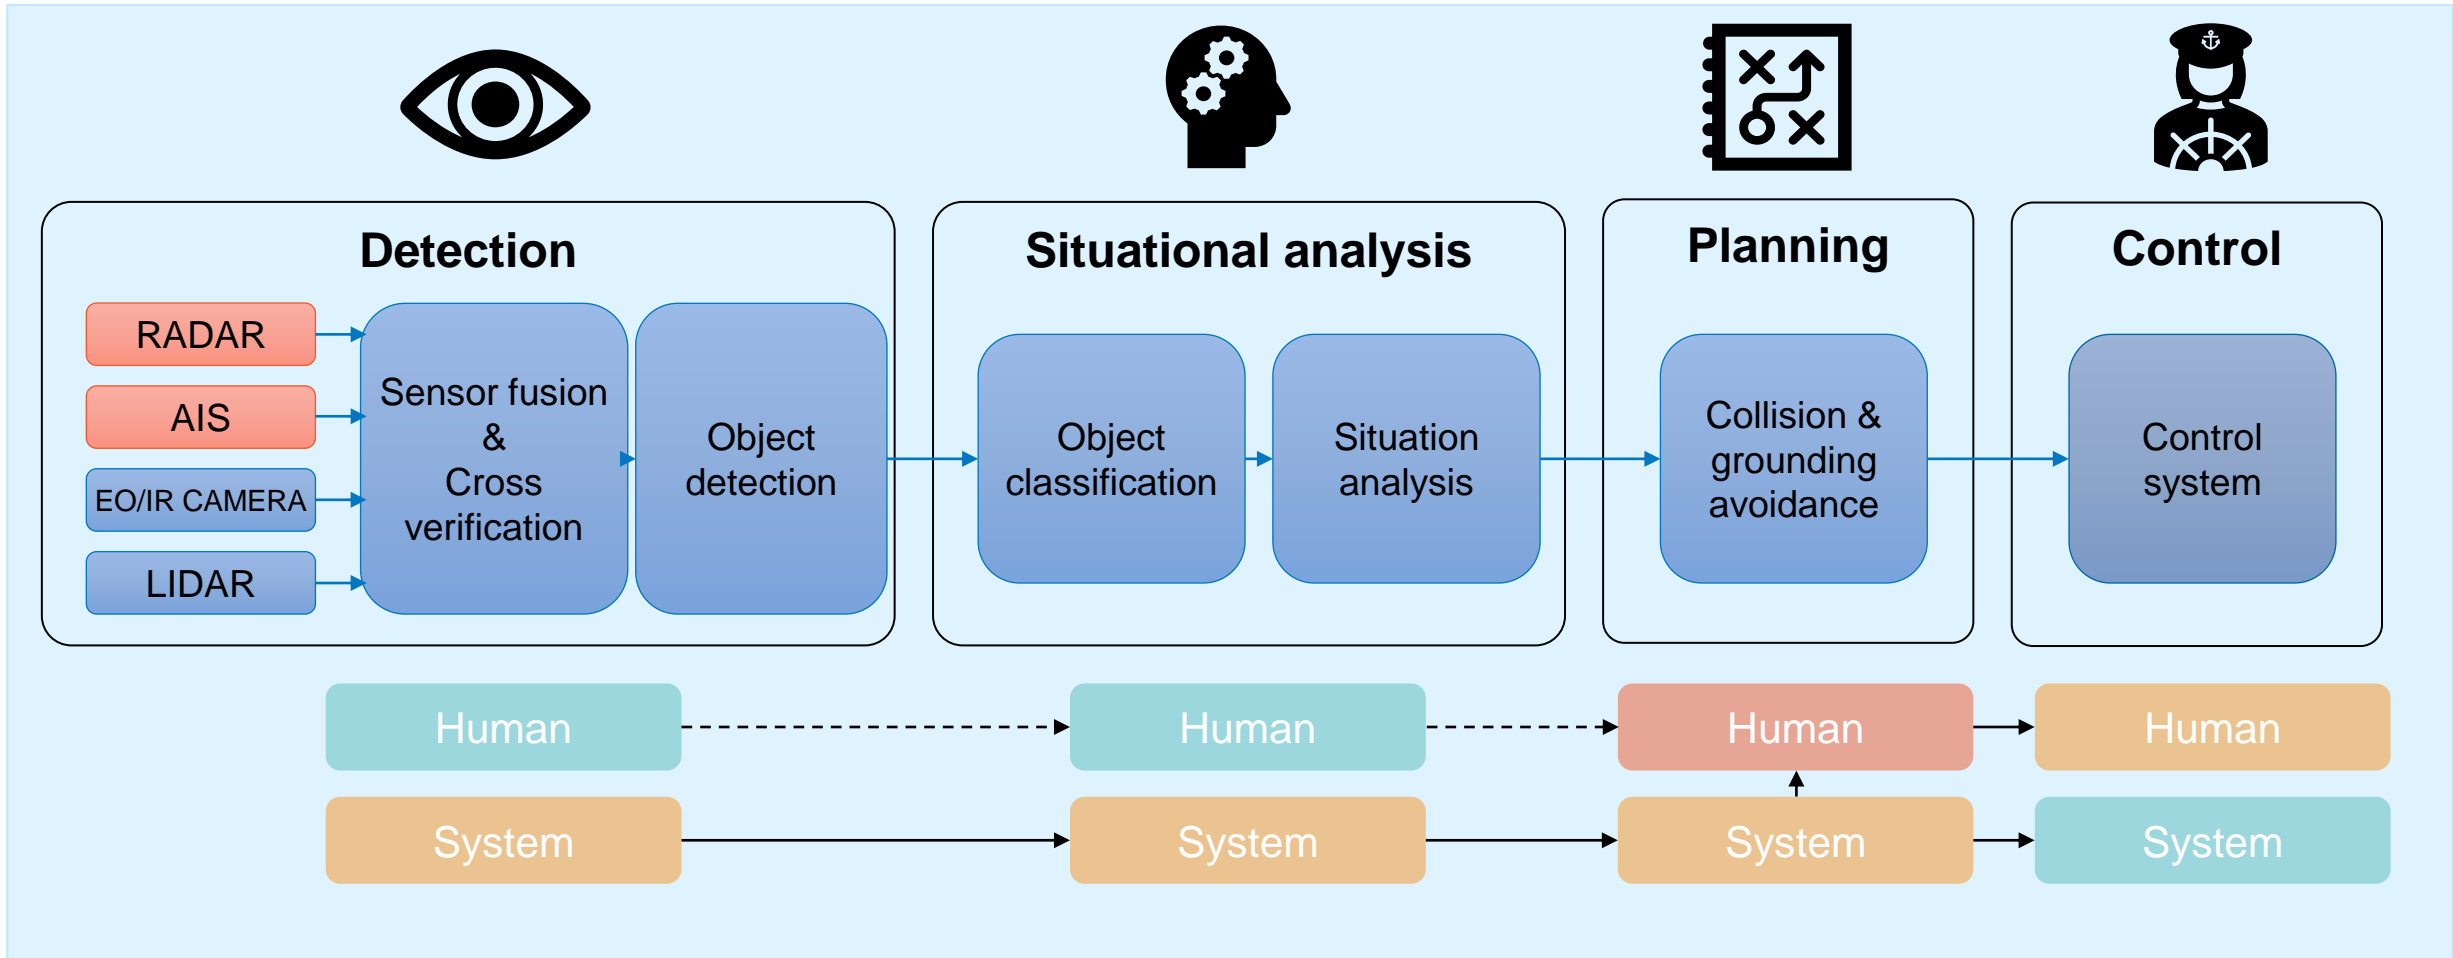 Detection
RADAR
AIS
EO/IR CAMERA
LIDAR
Sensor fusion
&
Cross
verification
Object
detection
Situational analysis
Object
classification
Situation
analysis
Planning
Collision &
grounding
avoidance
Control
Control
system
Human
Human
Human
Human
System
System
System
System